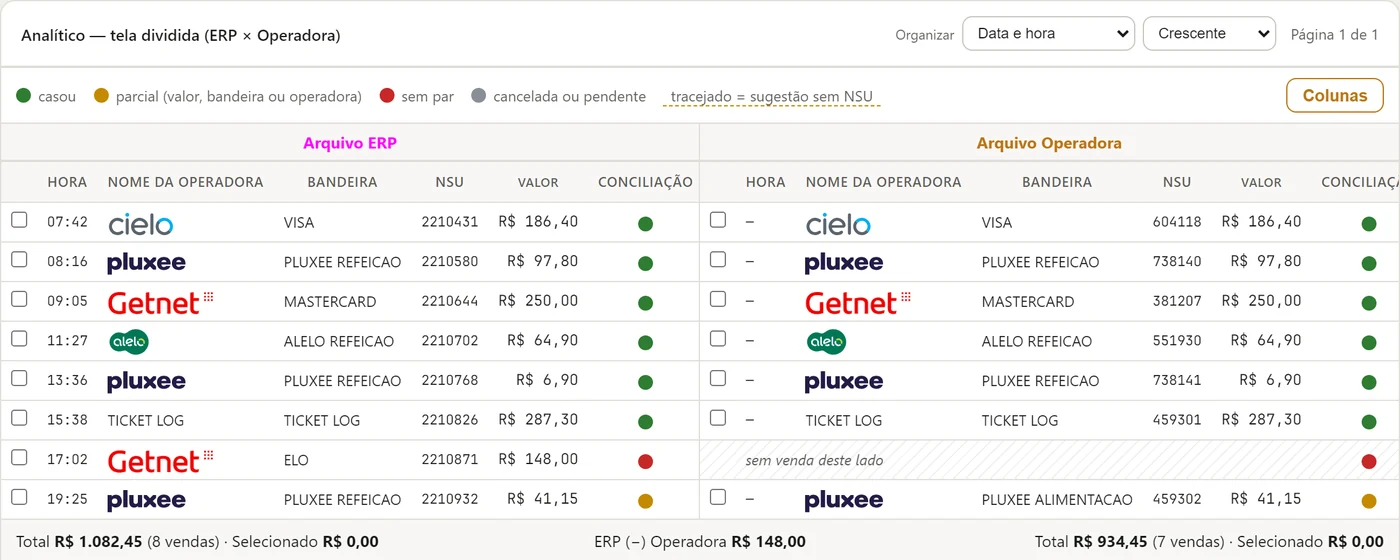 Analítico — tela dividida (ERP × Operadora) Organizar Data e hora Crescente Página 1 de 1
casou parcial (valor, bandeira ou operadora) sem par cancelada ou pendente tracejado = sugestão sem NSU Colunas
Arquivo ERP Arquivo Operadora
HORA NOME DA OPERADORA BANDEIRA NSU VALOR CONCILIAÇÃO HORA NOME DA OPERADORA BANDEIRA NSU VALOR
07:42 cielo VISA 2210431 R$ 186,40 – cielo VISA 604118 R$ 186,40
08:16 pluxee PLUXEE REFEICAO 2210580 R$ 97,80 – pluxee PLUXEE REFEICAO 738140 R$ 97,80
09:05 Getnet MASTERCARD 2210644 R$ 250,00 – Getnet MASTERCARD 381207 R$ 250,00
11:27 alelo ALELO REFEICAO 2210702 R$ 64,90 – alelo ALELO REFEICAO 551930 R$ 64,90
13:36 pluxee PLUXEE REFEICAO 2210768 R$ 6,90 – pluxee PLUXEE REFEICAO 738141 R$ 6,90
15:38 TICKET LOG TICKET LOG 2210826 R$ 287,30 – TICKET LOG TICKET LOG 459301 R$ 287,30
17:02 Getnet ELO 2210871 R$ 148,00 sem venda deste lado
19:25 pluxee PLUXEE REFEICAO 2210932 R$ 41,15 – pluxee PLUXEE ALIMENTACAO 459302 R$ 41,15
Total R$ 1.082,45 (8 vendas) · Selecionado R$ 0,00 ERP (−) Operadora R$ 148,00 Total R$ 934,45 (7 vendas) · Selecionado R$ 0,00